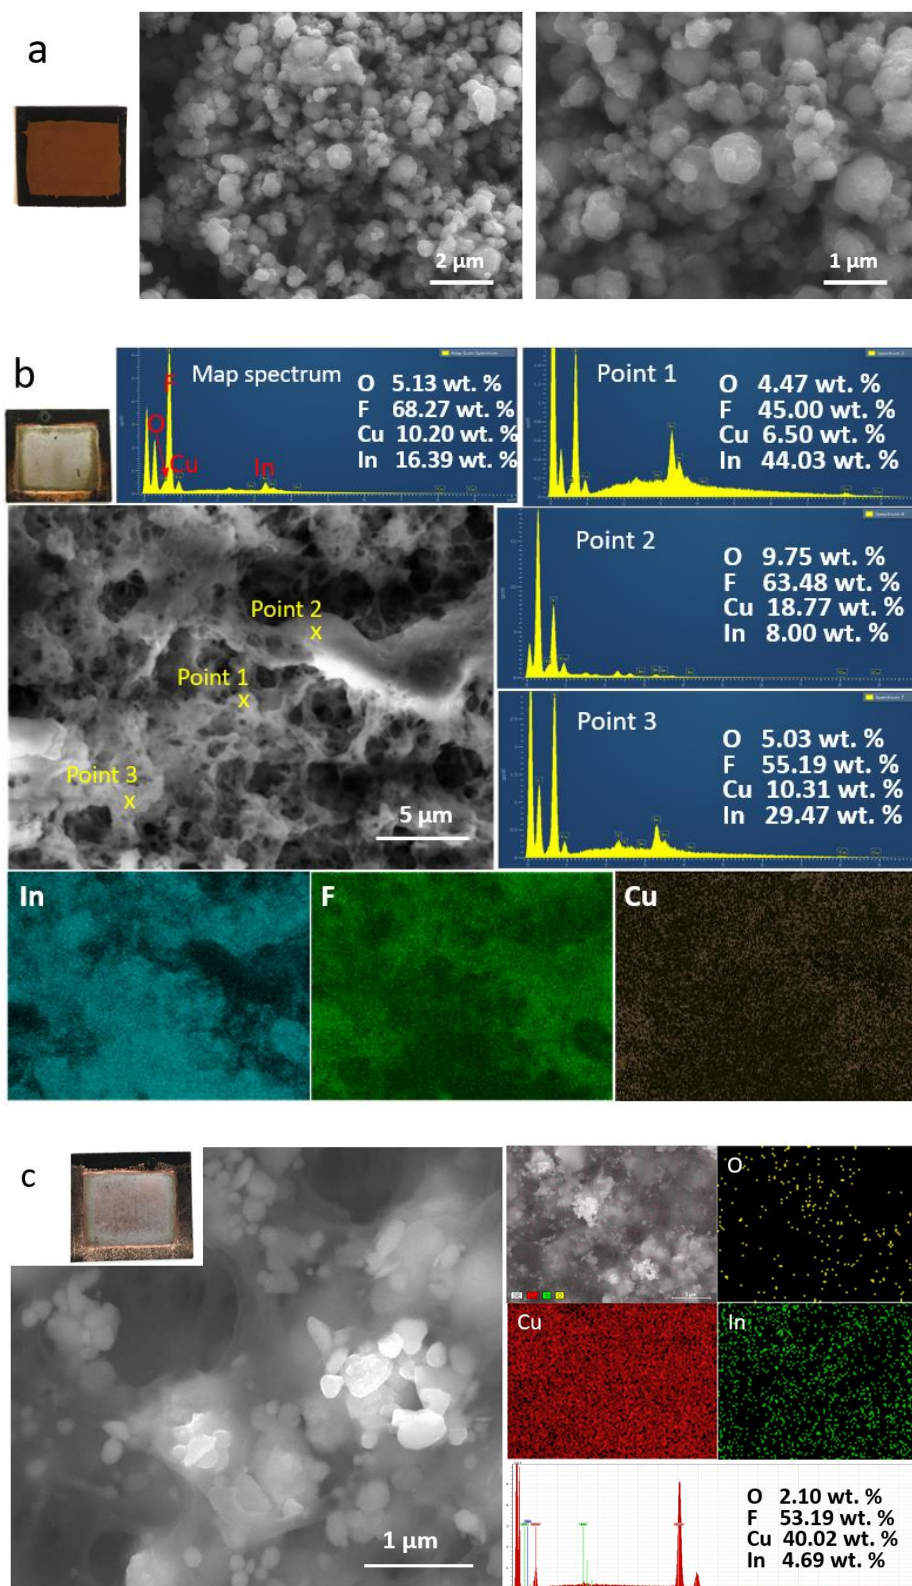 a
2 μm
1 μm
b
Map spectrum
F
O
Cu
In
O 5.13 wt. %
F 68.27 wt. %
Cu 10.20 wt. %
In 16.39 wt. %
Point 1
O 4.47 wt. %
F 45.00 wt. %
Cu 6.50 wt. %
In 44.03 wt. %
Point 2
Point 1
Point 3
5 μm
Point 2
O 9.75 wt. %
F 63.48 wt. %
Cu 18.77 wt. %
In 8.00 wt. %
Point 3
O 5.03 wt. %
F 55.19 wt. %
Cu 10.31 wt. %
In 29.47 wt. %
In
F
Cu
c
1 μm
O
Cu
In
O 2.10 wt. %
F 53.19 wt. %
Cu 40.02 wt. %
In 4.69 wt. %